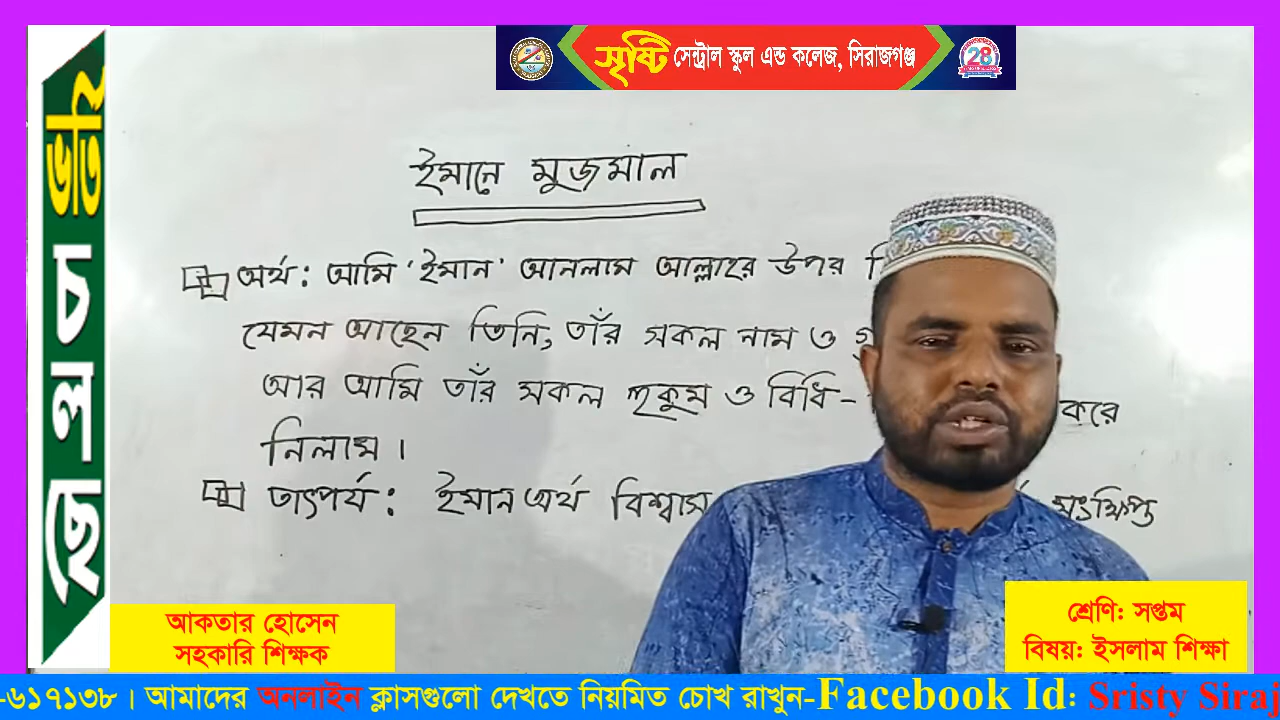 সৃষ্টি সেন্ট্রাল স্কুল এন্ড কলেজ, সিরাজগঞ্জ
28
ভর্তি চলছে
ইমানে মুজমাল
অর্থ: আমি 'ইমান' আনলাম আল্লাহর উপর
যেমন আছেন তিনি, তাঁর সকল নাম ও
আর আমি তাঁর সকল হুকুম ও বিধি- করে
নিলাম।
তাৎপর্য: ইমান অর্থ বিশ্বাস সংক্ষিপ্ত
আকতার হোসেন
সহকারি শিক্ষক
শ্রেণি: সপ্তম
বিষয়: ইসলাম শিক্ষা
-৬১৭১৩৮। আমাদের অনলাইন ক্লাসগুলো দেখতে নিয়মিত চোখ রাখুন-Facebook Id: Sristy Siraj